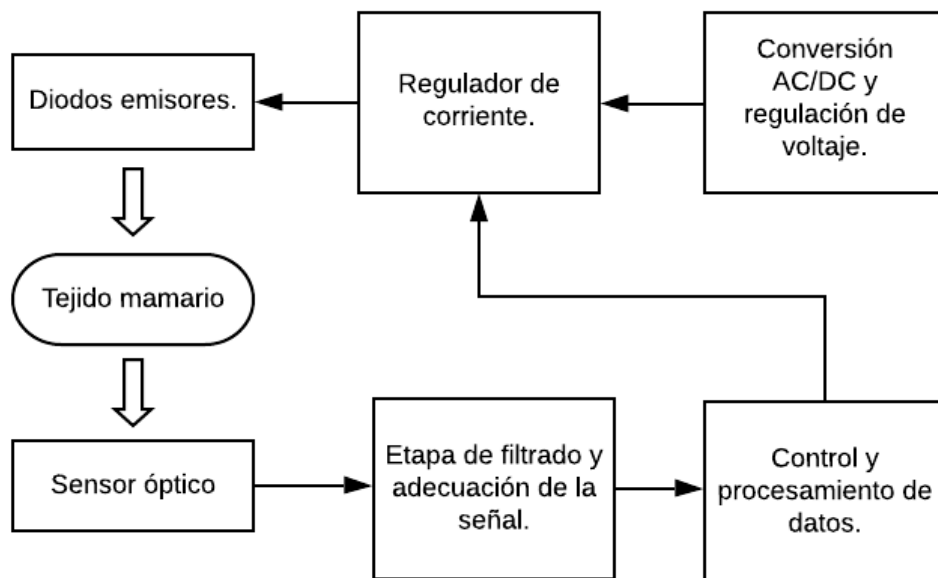 Diodos emisores.
Regulador de
corriente.
Conversión
AC/DC y
regulación de
voltaje.
Tejido mamario
Sensor óptico
Etapa de filtrado y
adecuación de la
señal.
Control y
procesamiento de
datos.